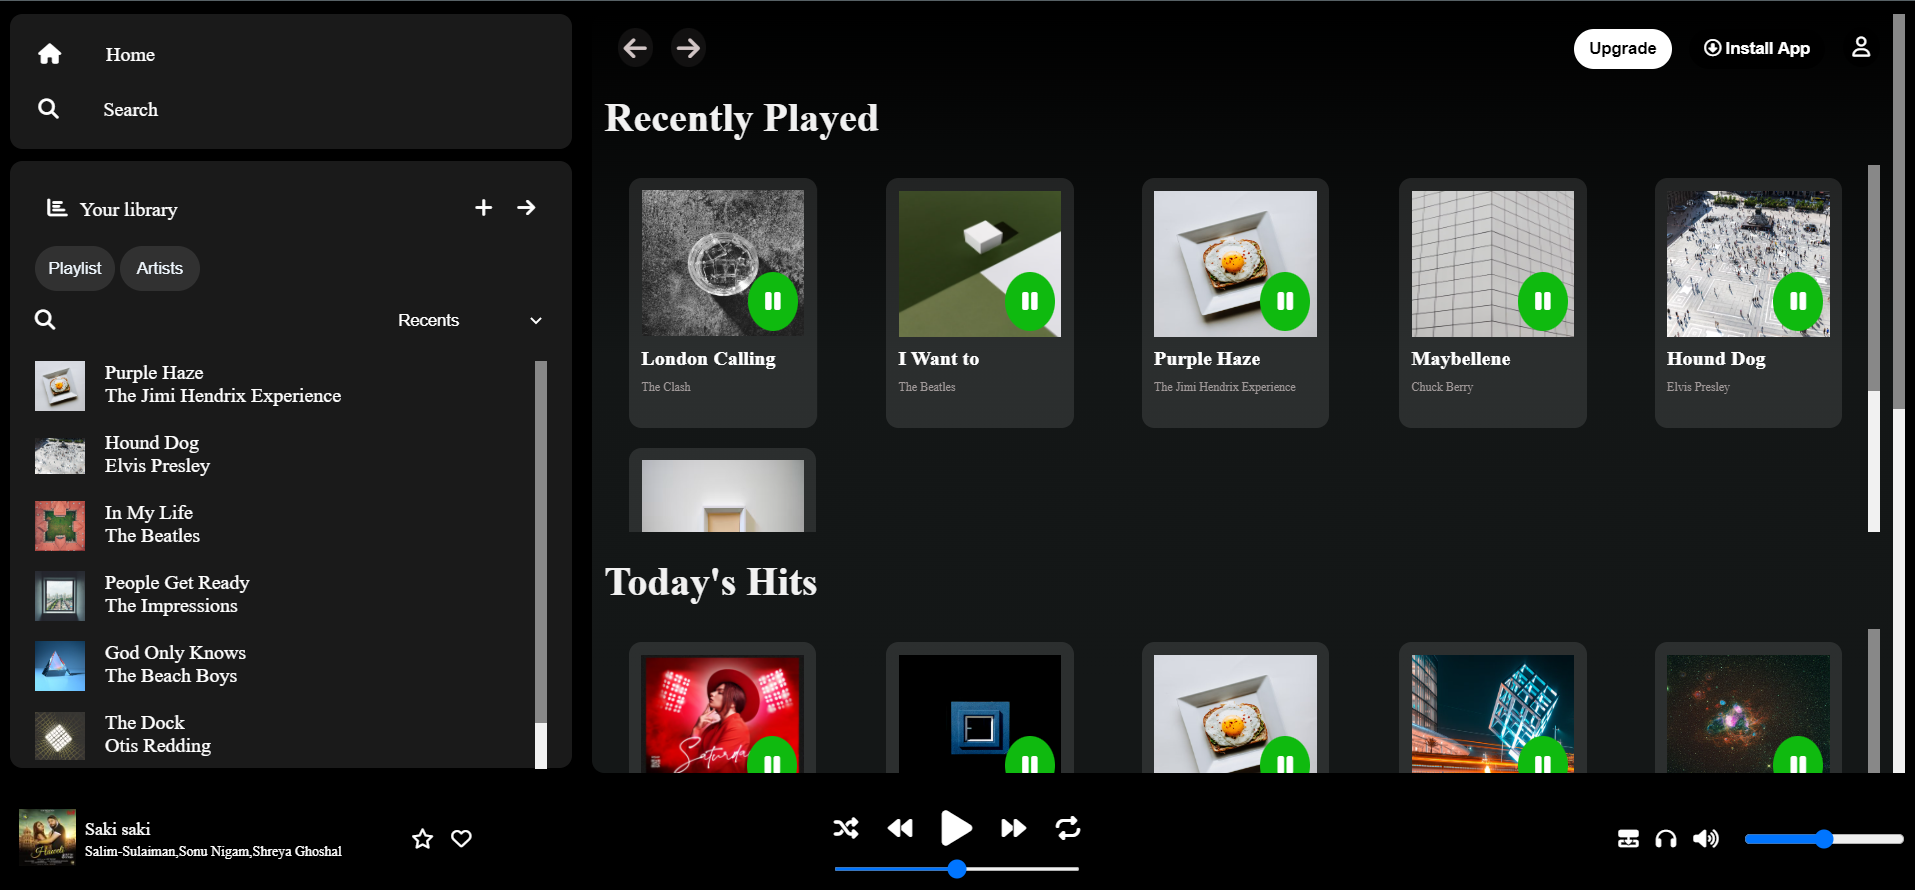 Home
Search
Your library
Playlist
Artists
Recents
Purple Haze
The Jimi Hendrix Experience
Hound Dog
Elvis Presley
In My Life
The Beatles
People Get Ready
The Impressions
God Only Knows
The Beach Boys
The Dock
Otis Redding
Upgrade
Install App
Recently Played
London Calling
The Clash
I Want to
The Beatles
Purple Haze
The Jimi Hendrix Experience
Maybellene
Chuck Berry
Hound Dog
Elvis Presley
Today's Hits
Saturda
Saki saki
Salim-Sulaiman,Sonu Nigam,Shreya Ghoshal